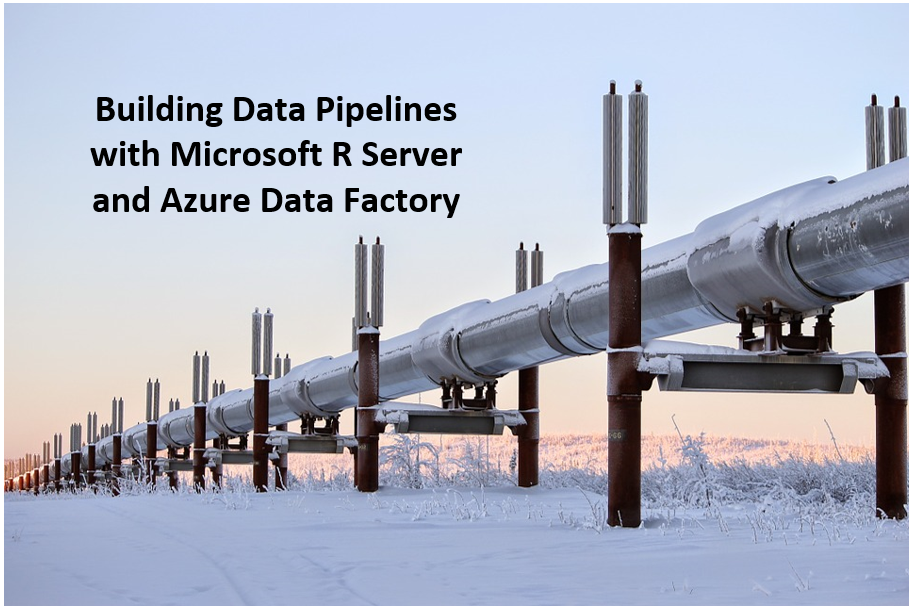 Building Data Pipelines
with Microsoft R Server
and Azure Data Factory